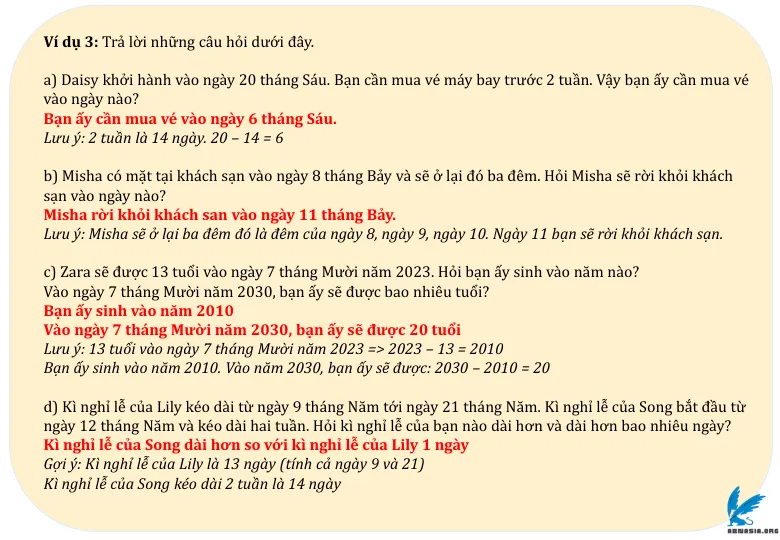 Ví dụ 3: Trả lời những câu hỏi dưới đây.
a) Daisy khởi hành vào ngày 20 tháng Sáu. Bạn cần mua vé máy bay trước 2 tuần. Vậy bạn ấy cần mua vé
vào ngày nào?
Bạn ấy cần mua vé vào ngày 6 tháng Sáu.
Lưu ý: 2 tuần là 14 ngày. 20 – 14 = 6
b) Misha có mặt tại khách sạn vào ngày 8 tháng Bảy và sẽ ở lại đó ba đêm. Hỏi Misha sẽ rời khỏi khách
sạn vào ngày nào?
Misha rời khỏi khách san vào ngày 11 tháng Bảy.
Lưu ý: Misha sẽ ở lại ba đêm đó là đêm của ngày 8, ngày 9, ngày 10. Ngày 11 bạn sẽ rời khỏi khách sạn.
c) Zara sẽ được 13 tuổi vào ngày 7 tháng Mười năm 2023. Hỏi bạn ấy sinh vào năm nào?
Vào ngày 7 tháng Mười năm 2030, bạn ấy sẽ được bao nhiêu tuổi?
Bạn ấy sinh vào năm 2010
Vào ngày 7 tháng Mười năm 2030, bạn ấy sẽ được 20 tuổi
Lưu ý: 13 tuổi vào ngày 7 tháng Mười năm 2023 => 2023 – 13 = 2010
Bạn ấy sinh vào năm 2010. Vào năm 2030, bạn ấy sẽ được: 2030 – 2010 = 20
d) Kì nghỉ lễ của Lily kéo dài từ ngày 9 tháng Năm tới ngày 21 tháng Năm. Kì nghỉ lễ của Song bắt đầu từ
ngày 12 tháng Năm và kéo dài hai tuần. Hỏi kì nghỉ lễ của bạn nào dài hơn và dài hơn bao nhiêu ngày?
Kì nghỉ lễ của Song dài hơn so với kì nghỉ lễ của Lily 1 ngày
Gợi ý: Kì nghỉ lễ của Lily là 13 ngày (tính cả ngày 9 và 21)
Kì nghỉ lễ của Song kéo dài 2 tuần là 14 ngày
ABMASIA.ORG